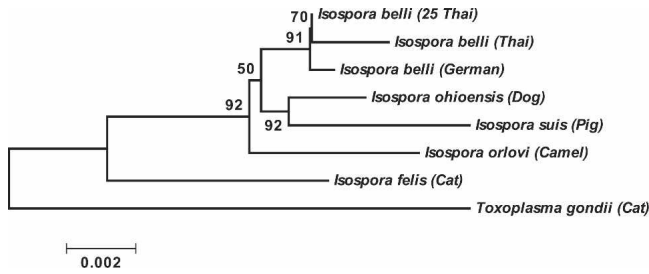 70 Isospora belli (25 Thai)
91 Isospora belli (Thai)
Isospora belli (German)
50
Isospora ohioensis (Dog)
92 92 Isospora suis (Pig)
Isospora orlovi (Camel)
Isospora felis (Cat)
Toxoplasma gondii (Cat)
0.002